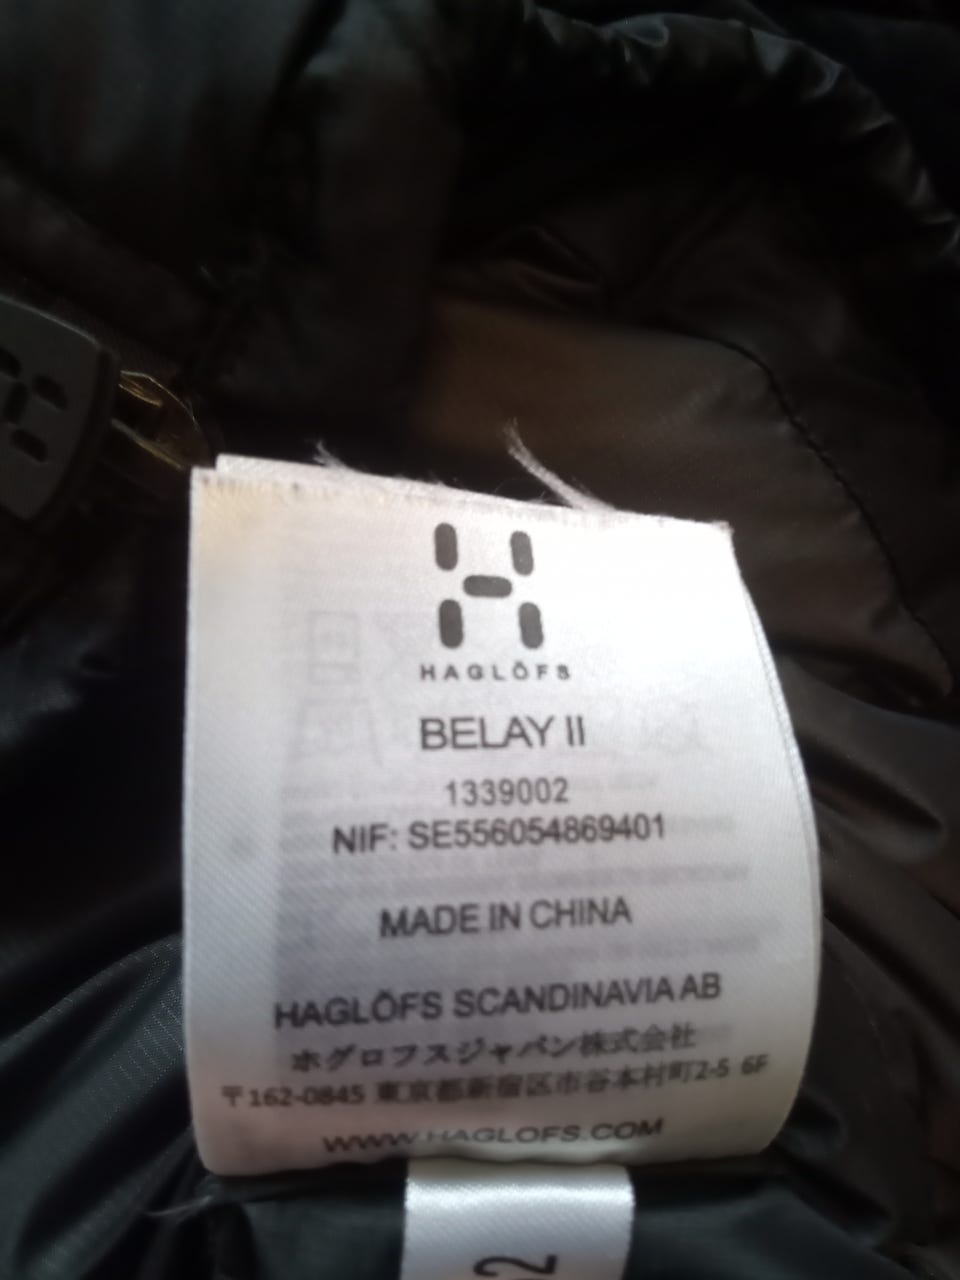 HAGLÖFS
BELAY II
1339002
NIF: SE556054869401
MADE IN CHINA
HAGLÖFS SCANDINAVIA AB
ホグロフスジャパン株式会社
〒162-0845 東京都新宿区市谷本村町2-5 6F
WWW.HAGLOFS.COM